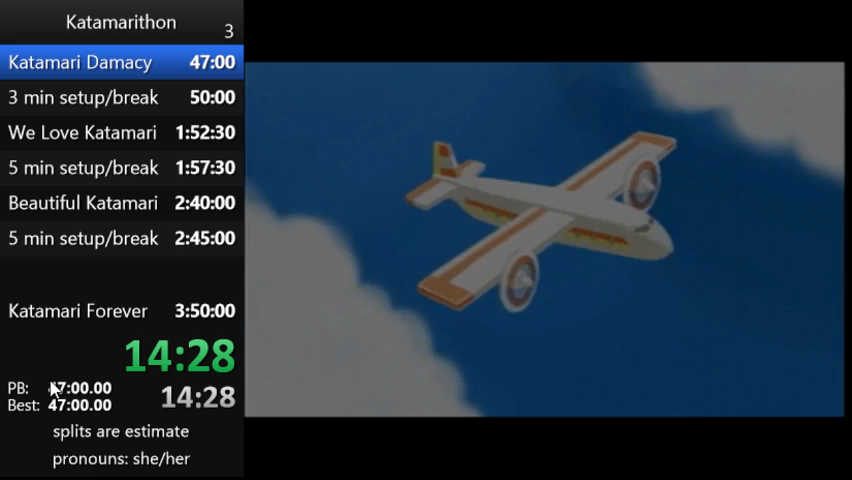 Katamarithon
3
Katamari Damacy 47:00
3 min setup/break 50:00
We Love Katamari 1:52:30
5 min setup/break 1:57:30
Beautiful Katamari 2:40:00
5 min setup/break 2:45:00
Katamari Forever 3:50:00
14:28
PB: 47:00.00
14:28
Best: 47:00.00
splits are estimate
pronouns: she/her